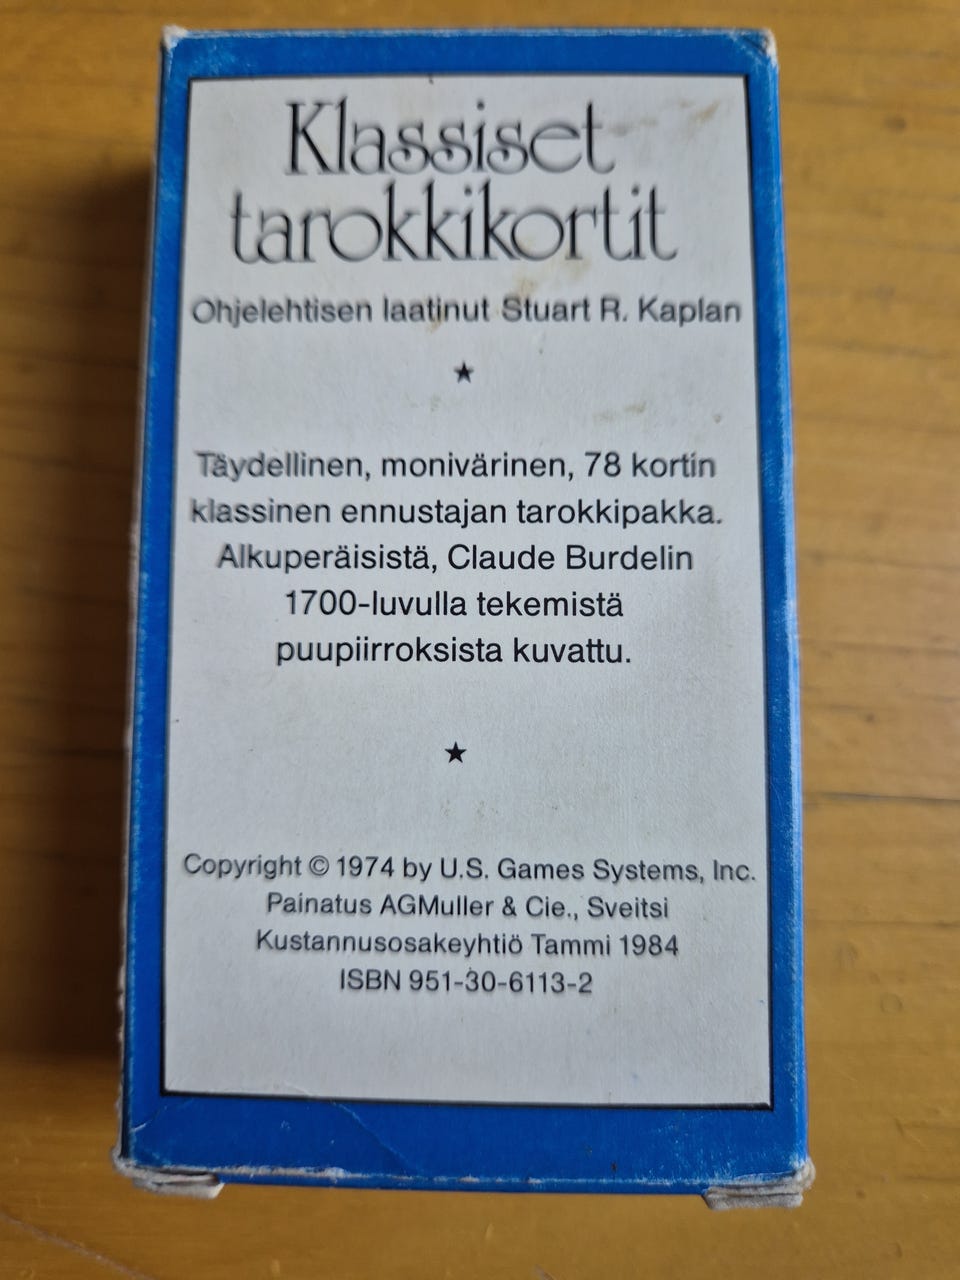 Klassiset
tarokkikortit
Ohjelehtisen laatinut Stuart R. Kaplan
★
Täydellinen, monivärinen, 78 kortin
klassinen ennustajan tarokkipakka.
Alkuperäisistä, Claude Burdelin
1700-luvulla tekemistä
puupiirroksista kuvattu.
★
Copyright © 1974 by U.S. Games Systems, Inc.
Painatus AGMuller & Cie., Sveitsi
Kustannusosakeyhtiö Tammi 1984
ISBN 951-30-6113-2